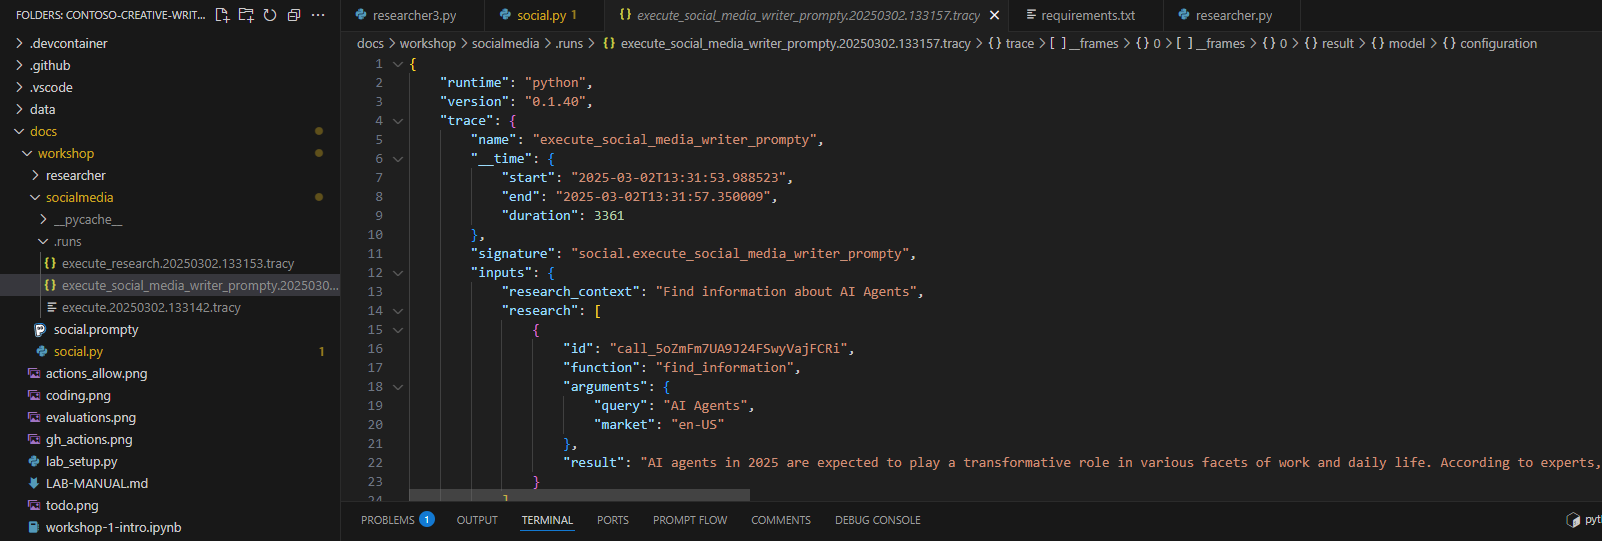 FOLDERS: CONTOSO-CREATIVE-WRIT...
.devcontainer
.github
.vscode
data
docs
workshop
researcher
socialmedia
__pycache__
.runs
execute_research.20250302.133153.tracy
execute_social_media_writer_prompty.2025030...
execute.20250302.133142.tracy
social.prompty
social.py 1
actions_allow.png
coding.png
evaluations.png
gh_actions.png
lab_setup.py
LAB-MANUAL.md
todo.png
workshop-1-intro.ipynb
researcher3.py
social.py 1
execute_social_media_writer_prompty.20250302.133157.tracy
requirements.txt
researcher.py
docs > workshop > socialmedia > .runs > {} execute_social_media_writer_prompty.20250302.133157.tracy > {} trace > [ ] __frames > {} 0 > [ ] __frames > {} 0 > {} result > {} model > {} configuration
1 {
2 "runtime": "python",
3 "version": "0.1.40",
4 "trace": {
5 "name": "execute_social_media_writer_prompty",
6 "__time": {
7 "start": "2025-03-02T13:31:53.988523",
8 "end": "2025-03-02T13:31:57.350009",
9 "duration": 3361
10 },
11 "signature": "social.execute_social_media_writer_prompty",
12 "inputs": {
13 "research_context": "Find information about AI Agents",
14 "research": [
15 {
16 "id": "call_5oZmFm7UA9J24FSwyVajFCRi",
17 "function": "find_information",
18 "arguments": {
19 "query": "AI Agents",
20 "market": "en-US"
21 },
22 "result": "AI agents in 2025 are expected to play a transformative role in various facets of work and daily life. According to experts,
23 }
24 ]
PROBLEMS 1 OUTPUT TERMINAL PORTS PROMPT FLOW COMMENTS DEBUG CONSOLE
pyt